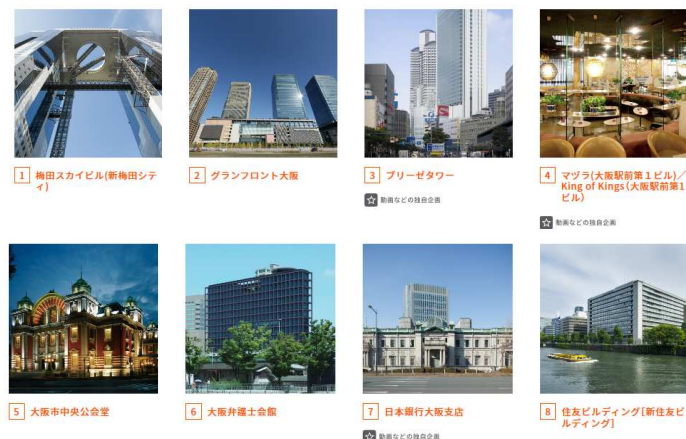 1 梅田スカイビル(新梅田シテ
ィ)
2 グランフロント大阪
3 ブリーゼタワー
動画などの独自企画
4 マヅラ(大阪駅前第１ビル)／
King of Kings（大阪駅前第1
ビル）
動画などの独自企画
5 大阪市中央公会堂
6 大阪弁護士会館
7 日本銀行大阪支店
動画などの独自企画
8 住友ビルディング[新住友ビ
ルディング]